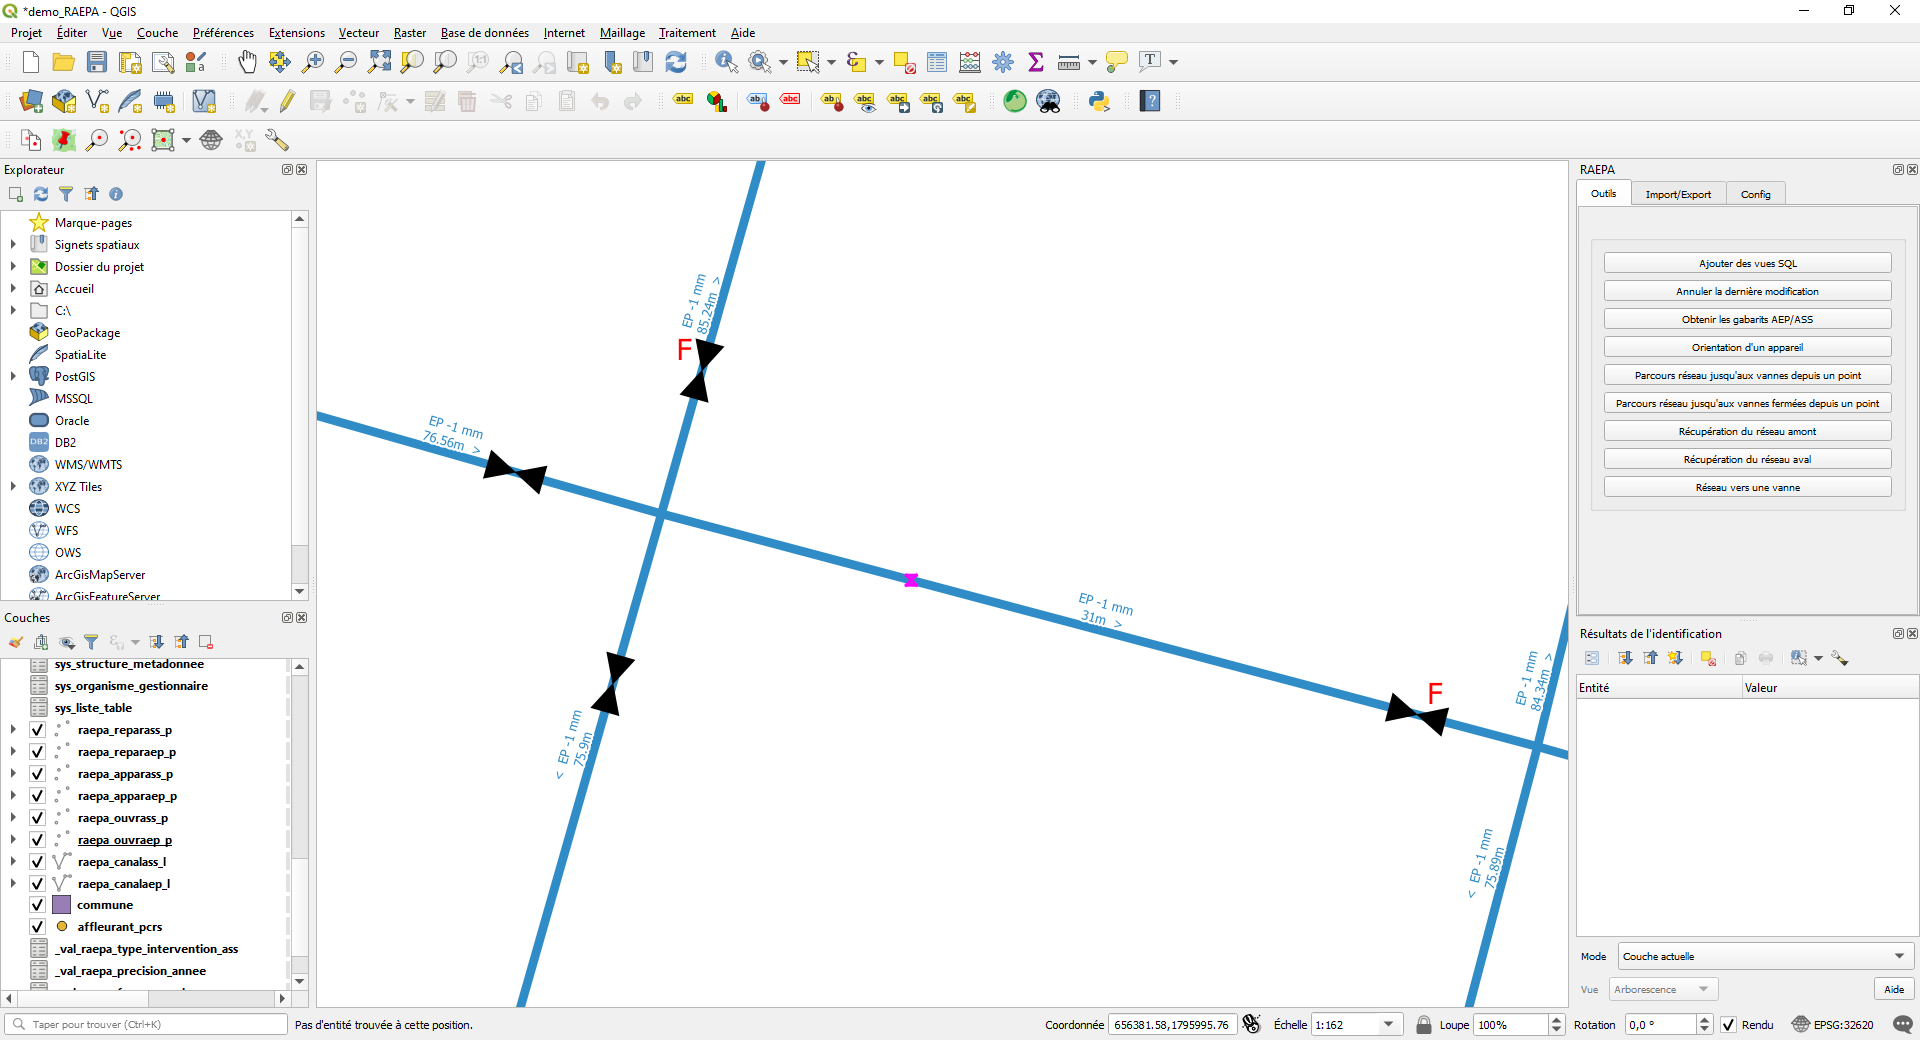 *demo_RAEPA - QGIS
Projet Éditer Vue Couche Préférences Extensions Vecteur Raster Base de données Internet Maillage Traitement Aide
Explorateur
Marque-pages
Signets spatiaux
Dossier du projet
Accueil
C:\
GeoPackage
SpatiaLite
PostGIS
MSSQL
Oracle
DB2
WMS/WMTS
XYZ Tiles
WCS
WFS
OWS
ArcGisMapServer
ArcGisFeatureServer
Couches
sys_structure_metadonnee
sys_organisme_gestionnaire
sys_liste_table
raepa_reparass_p
raepa_reparaep_p
raepa_apparass_p
raepa_apparaep_p
raepa_ouvrass_p
raepa_ouvraep_p
raepa_canalass_l
raepa_canalaep_l
commune
affleurant_pcrs
_val_raepa_type_intervention_ass
_val_raepa_precision_annee
EP -1 mm
85.24m >
F
EP -1 mm
76.56m >
EP -1 mm
31m >
F
EP -1 mm
84.34m >
< EP -1 mm
75.9m
< EP -1 mm
75.89m
RAEPA
Outils Import/Export Config
Ajouter des vues SQL
Annuler la dernière modification
Obtenir les gabarits AEP/ASS
Orientation d'un appareil
Parcours réseau jusqu'aux vannes depuis un point
Parcours réseau jusqu'aux vannes fermées depuis un point
Récupération du réseau amont
Récupération du réseau aval
Réseau vers une vanne
Résultats de l'identification
Entité Valeur
Mode Couche actuelle
Vue Arborescence Aide
Taper pour trouver (Ctrl+K) Pas d'entité trouvée à cette position. Coordonnée 656381.58,1795995.76 Échelle 1:162 Loupe 100% Rotation 0,0 ° Rendu EPSG:32620